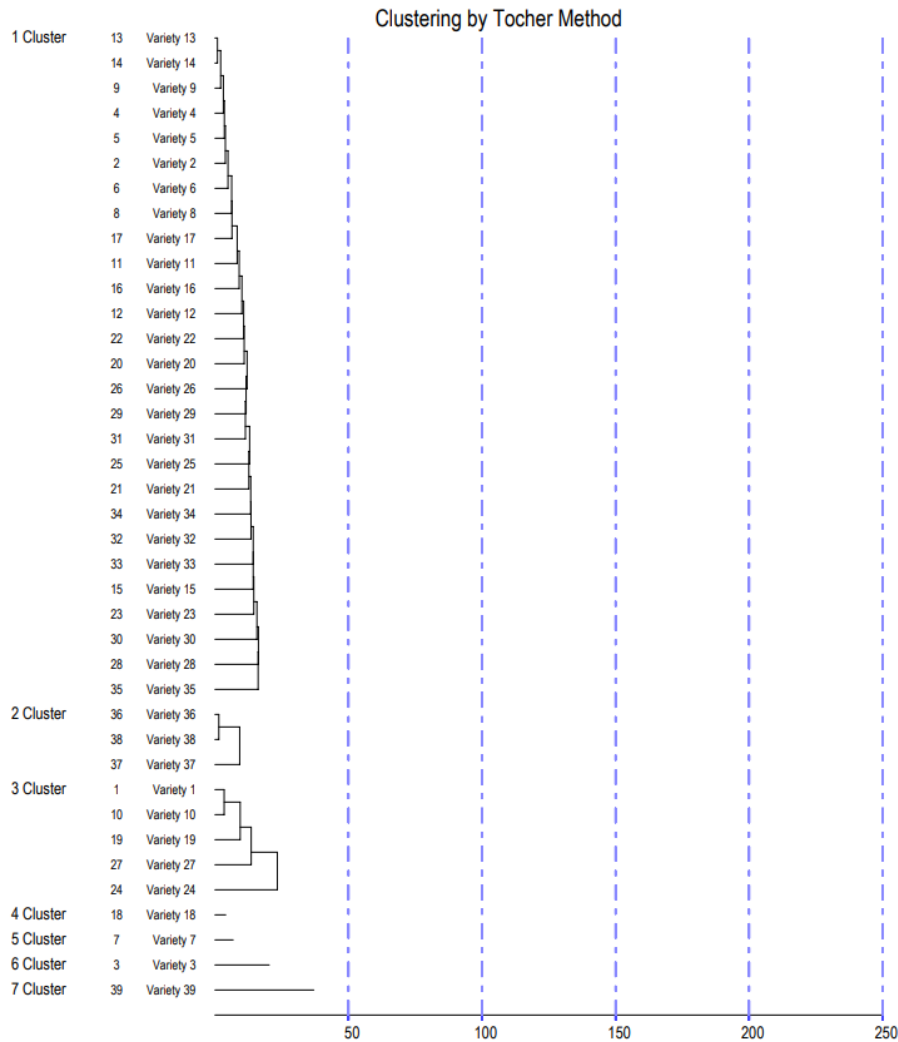 Clustering by Tocher Method
1 Cluster 13 Variety 13
14 Variety 14
9 Variety 9
4 Variety 4
5 Variety 5
2 Variety 2
6 Variety 6
8 Variety 8
17 Variety 17
11 Variety 11
16 Variety 16
12 Variety 12
22 Variety 22
20 Variety 20
26 Variety 26
29 Variety 29
31 Variety 31
25 Variety 25
21 Variety 21
34 Variety 34
32 Variety 32
33 Variety 33
15 Variety 15
23 Variety 23
30 Variety 30
28 Variety 28
35 Variety 35
2 Cluster 36 Variety 36
38 Variety 38
37 Variety 37
3 Cluster 1 Variety 1
10 Variety 10
19 Variety 19
27 Variety 27
24 Variety 24
4 Cluster 18 Variety 18
5 Cluster 7 Variety 7
6 Cluster 3 Variety 3
7 Cluster 39 Variety 39
50 100 150 200 250